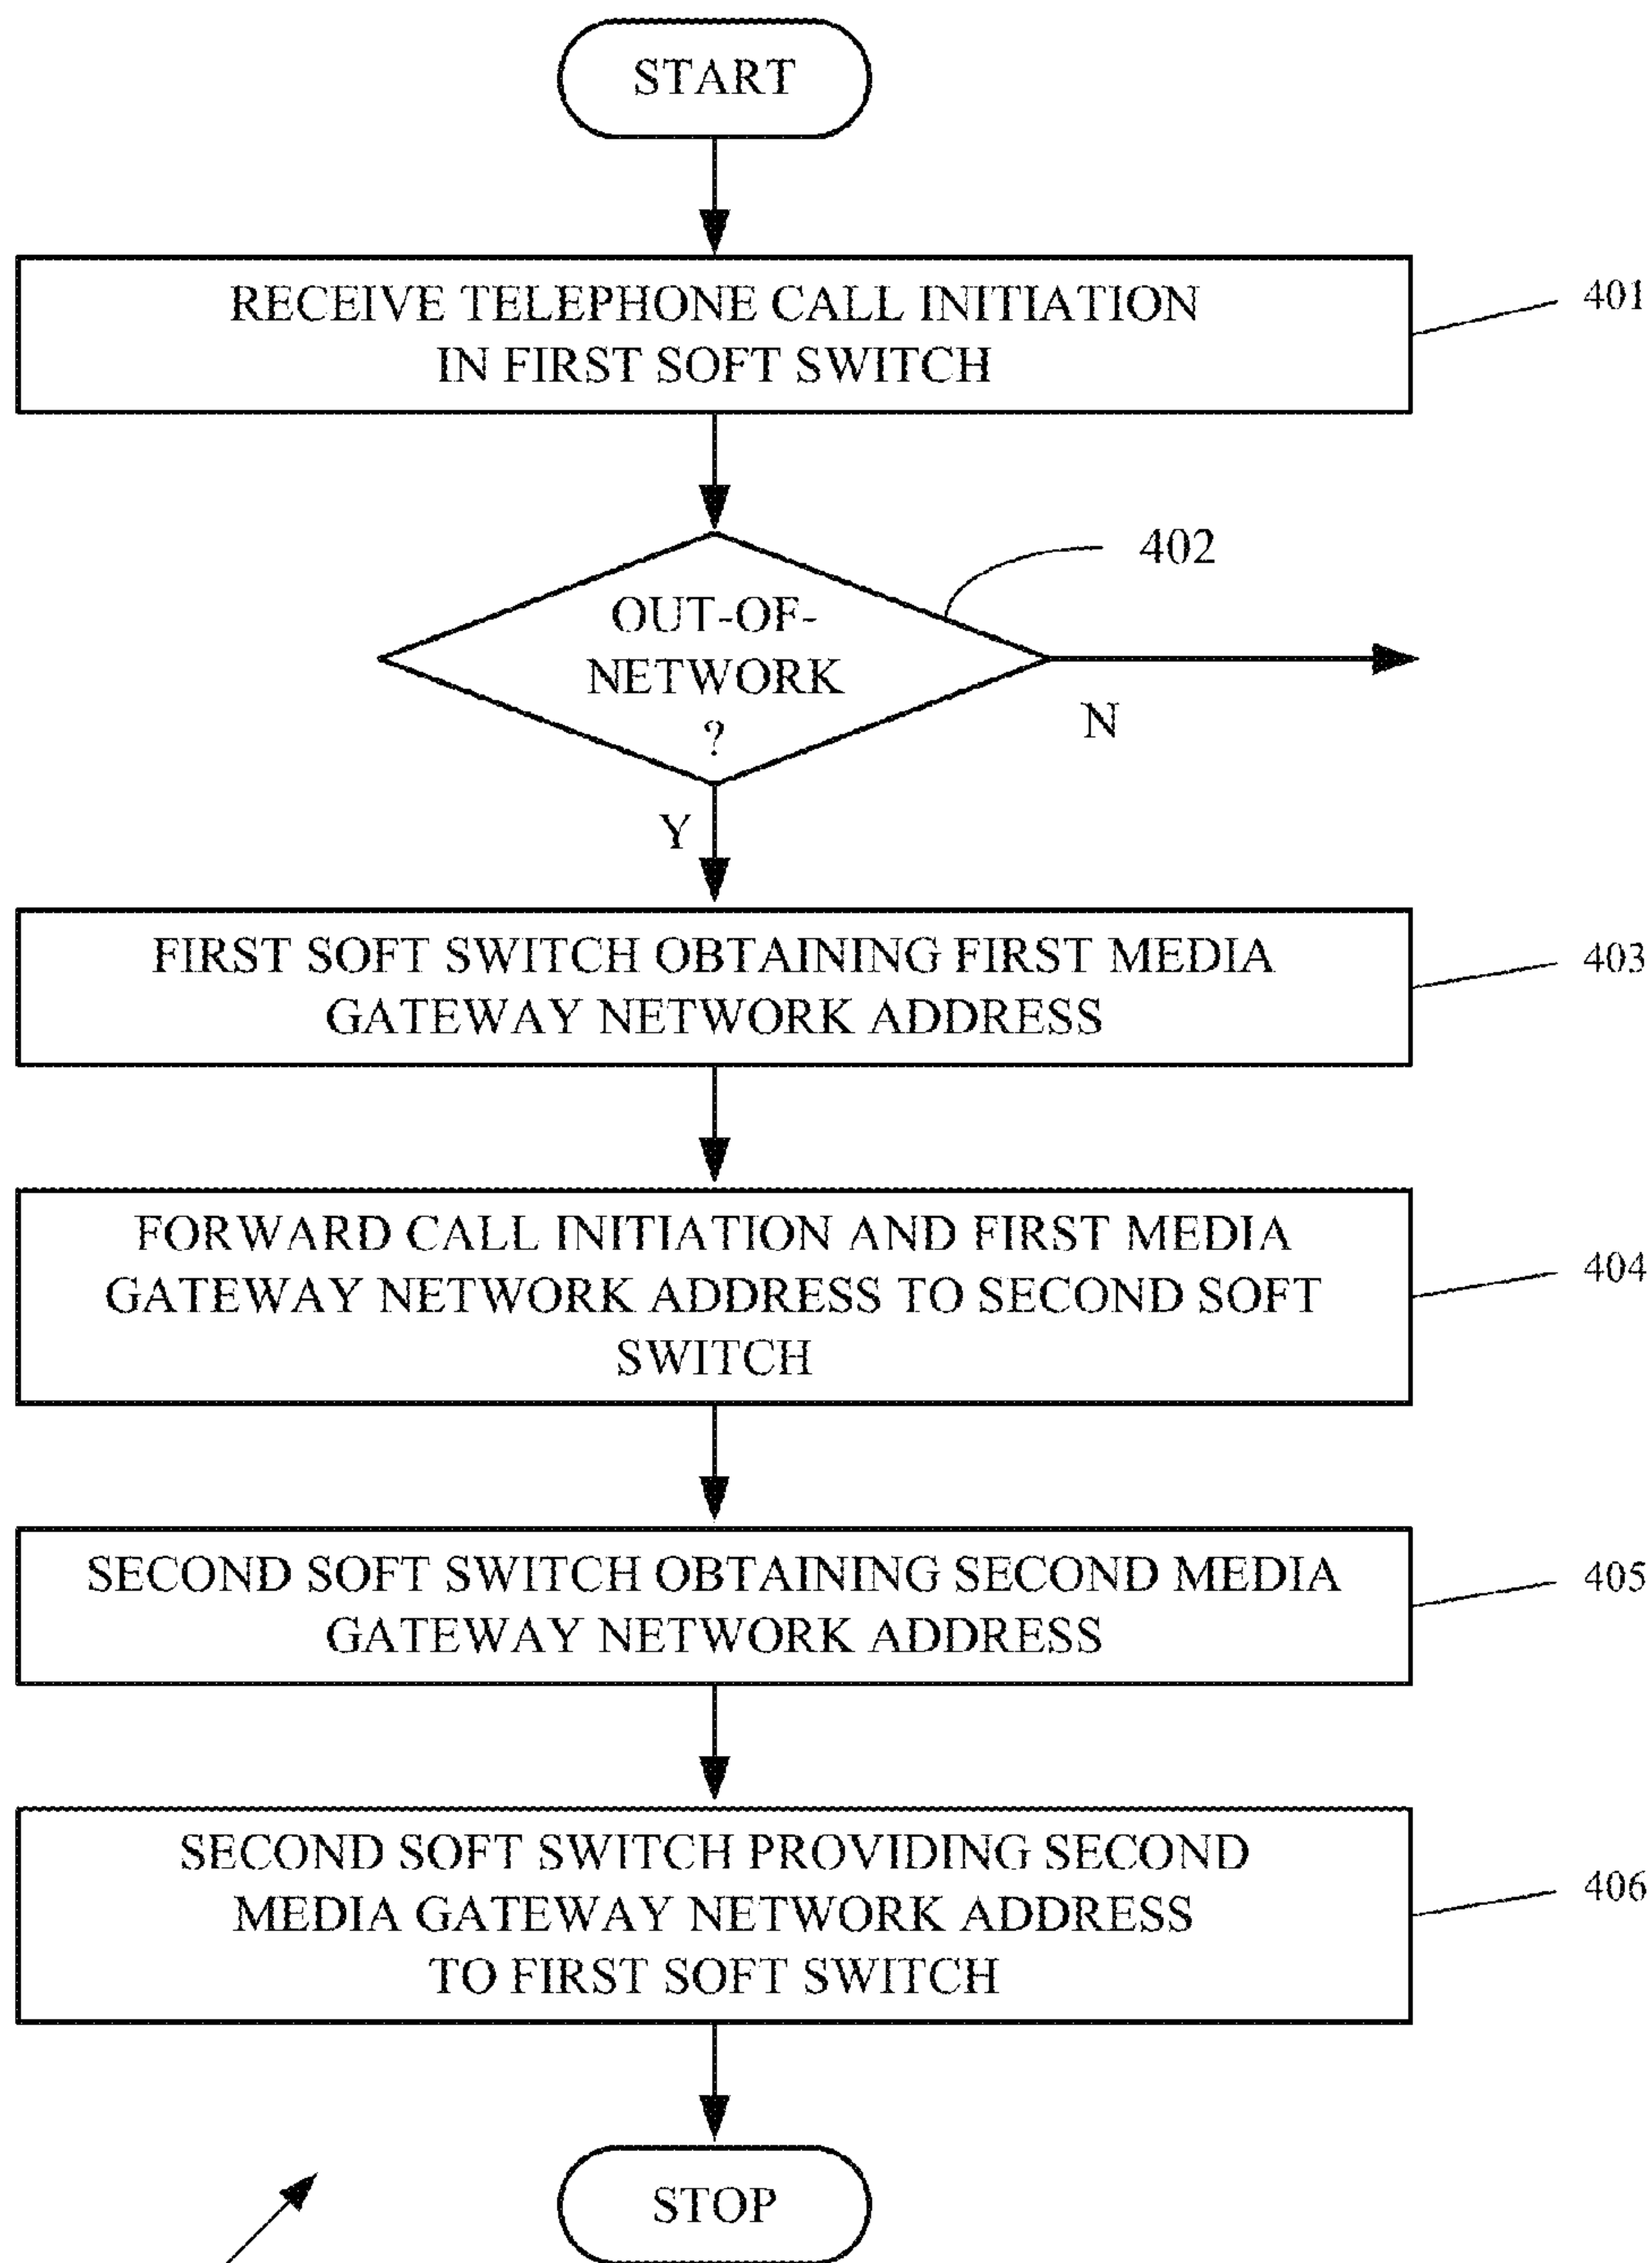 START
RECEIVE TELEPHONE CALL INITIATION
IN FIRST SOFT SWITCH
401
402
OUT-OF-
NETWORK
?
N
Y
FIRST SOFT SWITCH OBTAINING FIRST MEDIA
GATEWAY NETWORK ADDRESS
403
FORWARD CALL INITIATION AND FIRST MEDIA
GATEWAY NETWORK ADDRESS TO SECOND SOFT
SWITCH
404
SECOND SOFT SWITCH OBTAINING SECOND MEDIA
GATEWAY NETWORK ADDRESS
405
SECOND SOFT SWITCH PROVIDING SECOND
MEDIA GATEWAY NETWORK ADDRESS
TO FIRST SOFT SWITCH
406
STOP